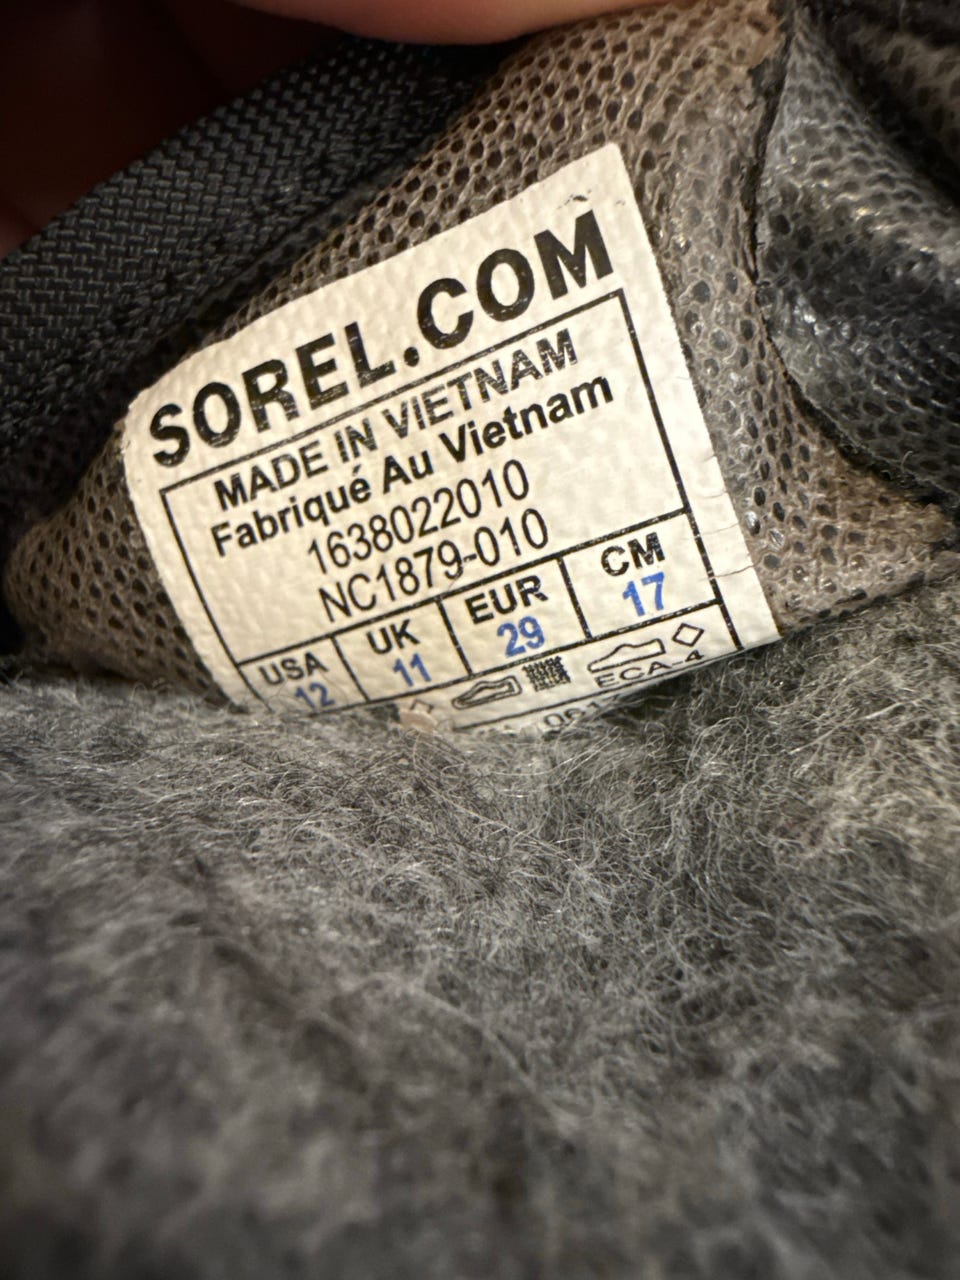 SOREL.COM
MADE IN VIETNAM
Fabriqué Au Vietnam
1638022010
NC1879-010
USA UK EUR CM
12 11 29 17
ECA-4